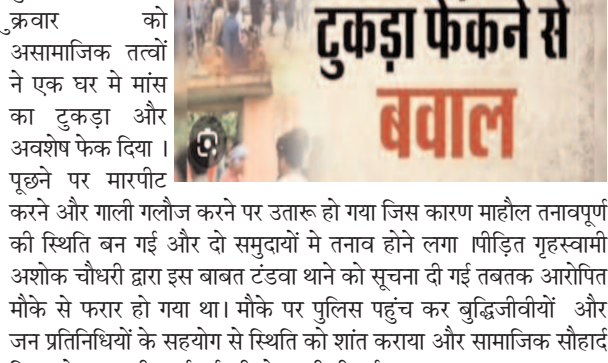 क्रवार को
असामाजिक तत्वों
ने एक घर मे मांस
का टुकड़ा और
अवशेष फेक दिया ।
पूछने पर मारपीट
टुकड़ा फेकने से
बवाल
करने और गाली गलौज करने पर उतारू हो गया जिस कारण माहौल तनावपूर्ण
की स्थिति बन गई और दो समुदायों मे तनाव होने लगा ।पीड़ित गृहस्वामी
अशोक चौधरी द्वारा इस बाबत टंडवा थाने को सूचना दी गई तबतक आरोपित
मौके से फरार हो गया था। मौके पर पुलिस पहुंच कर बुद्धिजीवीयों और
जन प्रतिनिधियों के सहयोग से स्थिति को शांत कराया और सामाजिक सौहार्द